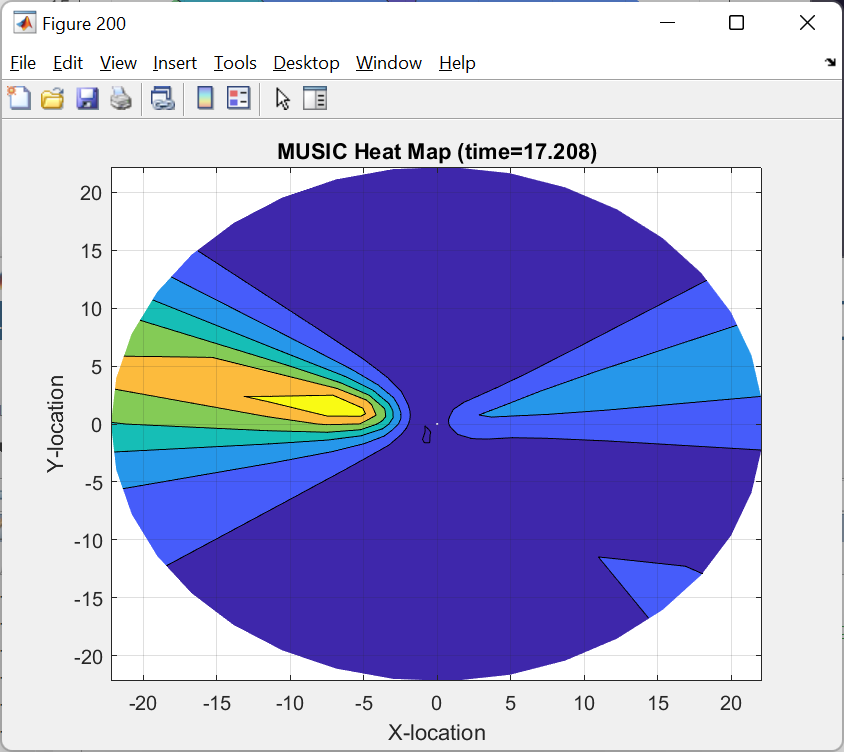 Figure 200
File Edit View Insert Tools Desktop Window Help
MUSIC Heat Map (time=17.208)
20
15
10
5
0
-5
-10
-15
-20
Y-location
-20 -15 -10 -5 0 5 10 15 20
X-location